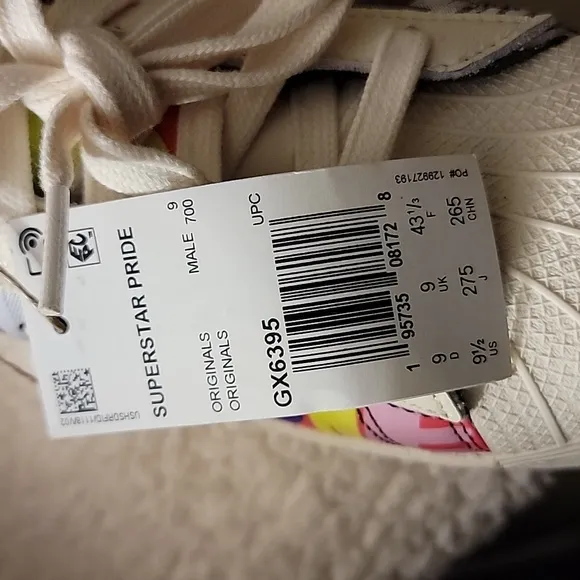 SUPERSTAR PRIDE
MALE 700 9
ORIGINALS
ORIGINALS
UPC
GX6395
1 95735 08172 8
9 D
9 UK
43 1/3 F
9½ US
275 J
265 CHN
PO# 129927193